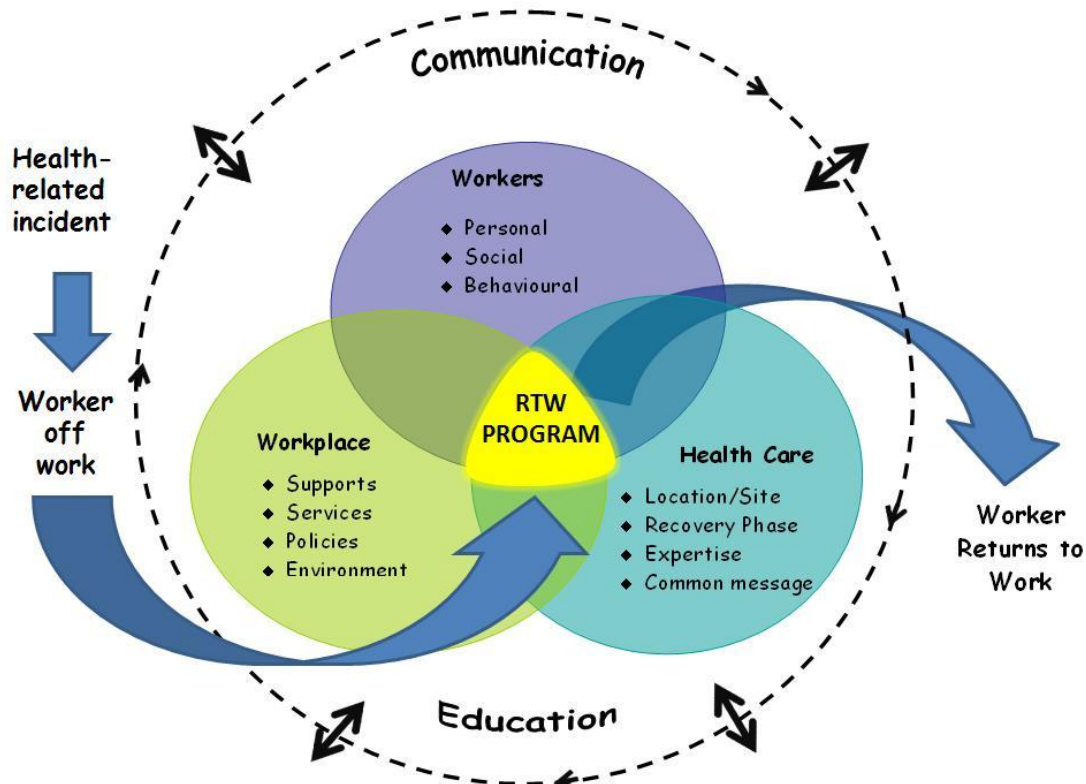 Communication
Health-
related
incident
Workers
◆ Personal
◆ Social
◆ Behavioural
Worker
off
work
RTW
PROGRAM
Workplace
◆ Supports
◆ Services
◆ Policies
◆ Environment
Health Care
◆ Location/Site
◆ Recovery Phase
◆ Expertise
◆ Common message
Worker
Returns to
Work
Education